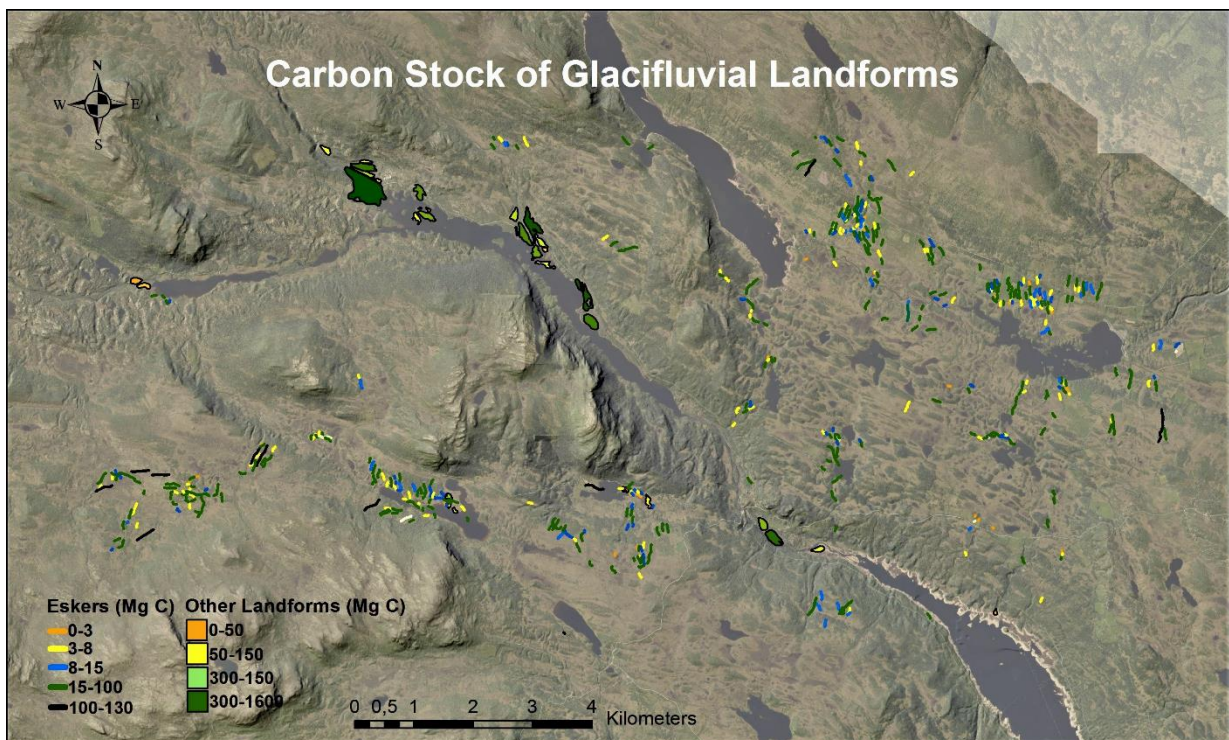 Carbon Stock of Glacifluvial Landforms
N
W E
S
Eskers (Mg C)
0-3
3-8
8-15
15-100
100-130
Other Landforms (Mg C)
0-50
50-150
300-150
300-1600
0 0,5 1 2 3 4
Kilometers